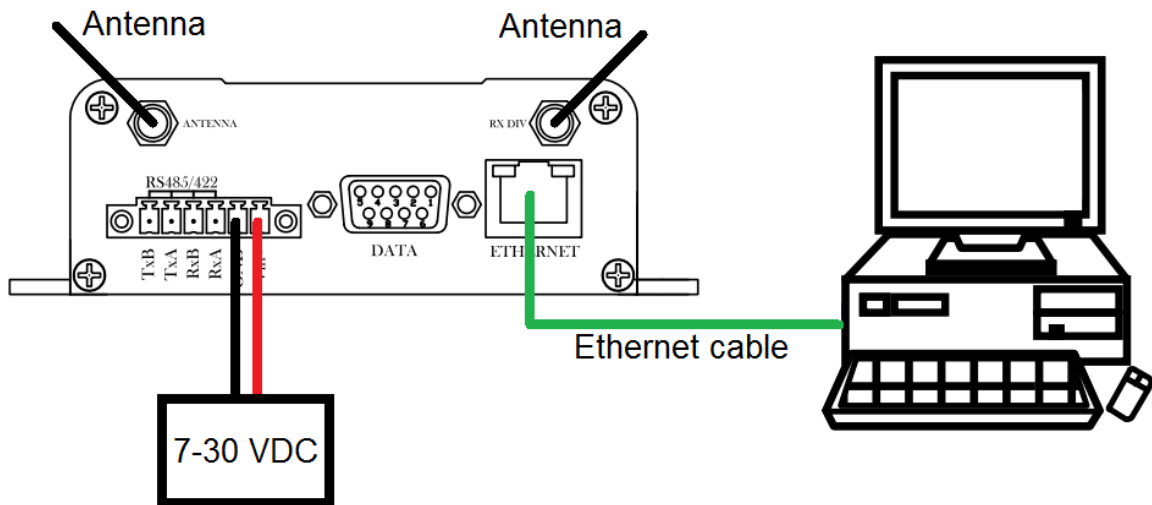 Antenna
Antenna
ANTENNA
RX DIV
RS485/422
5 4 3 2 1
9 8 7 6
TxB
TxA
RxB
RxA
DATA
ETHERNET
Ethernet cable
7-30 VDC